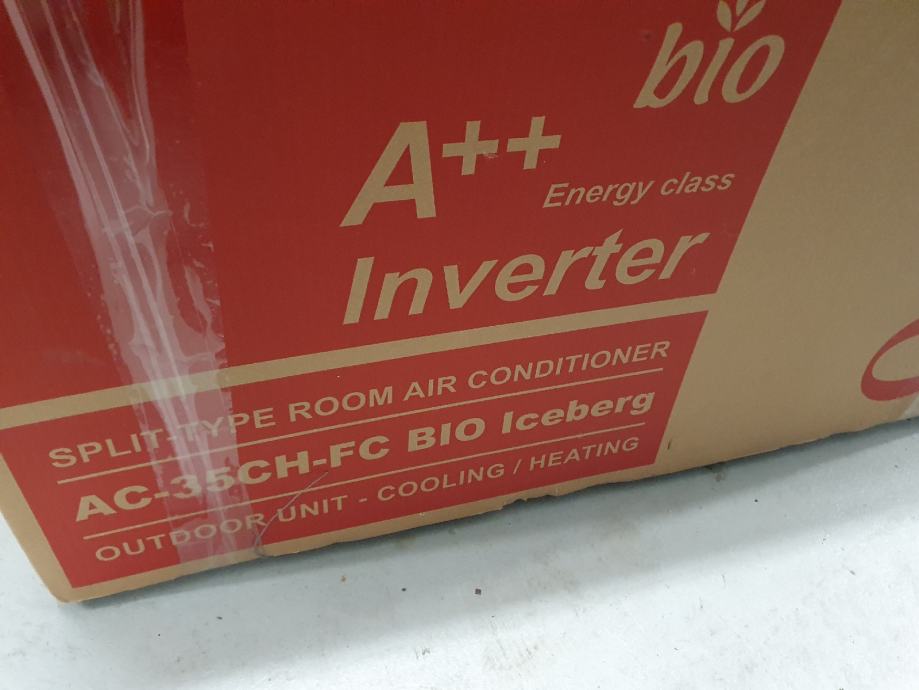 bio
A++
Energy class
Inverter
SPLIT-TYPE ROOM AIR CONDITIONER
AC-35CH-FC BIO Iceberg
OUTDOOR UNIT - COOLING / HEATING